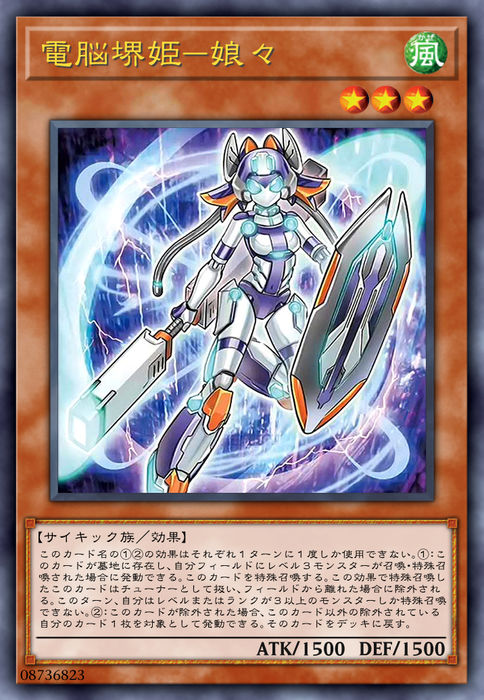 電脳堺姫－娘々
かぜ
風
【サイキック族／効果】
このカード名の①②の効果はそれぞれ１ターンに１度しか使用できない。①：こ
のカードが墓地に存在し、自分フィールドにレベル３モンスターが召喚・特殊召
喚された場合に発動できる。このカードを特殊召喚する。この効果で特殊召喚し
たこのカードはチューナーとして扱い、フィールドから離れた場合に除外され
る。このターン、自分はレベルまたはランクが３以上のモンスターしか特殊召喚
できない。②：このカードが除外された場合、このカード以外の除外されている
自分のカード１枚を対象として発動できる。そのカードをデッキに戻す。
ATK/1500 DEF/1500
08736823